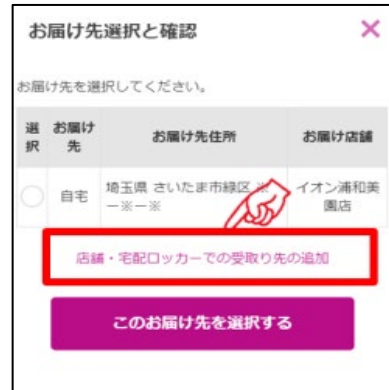 お届け先選択と確認
×
お届け先を選択してください。
選択 お届け先 お届け先住所 お届け店舗
自宅 埼玉県 さいたま市緑区 ※
ー※ー※ イオン浦和美園店
店舗・宅配ロッカーでの受取り先の追加
このお届け先を選択する